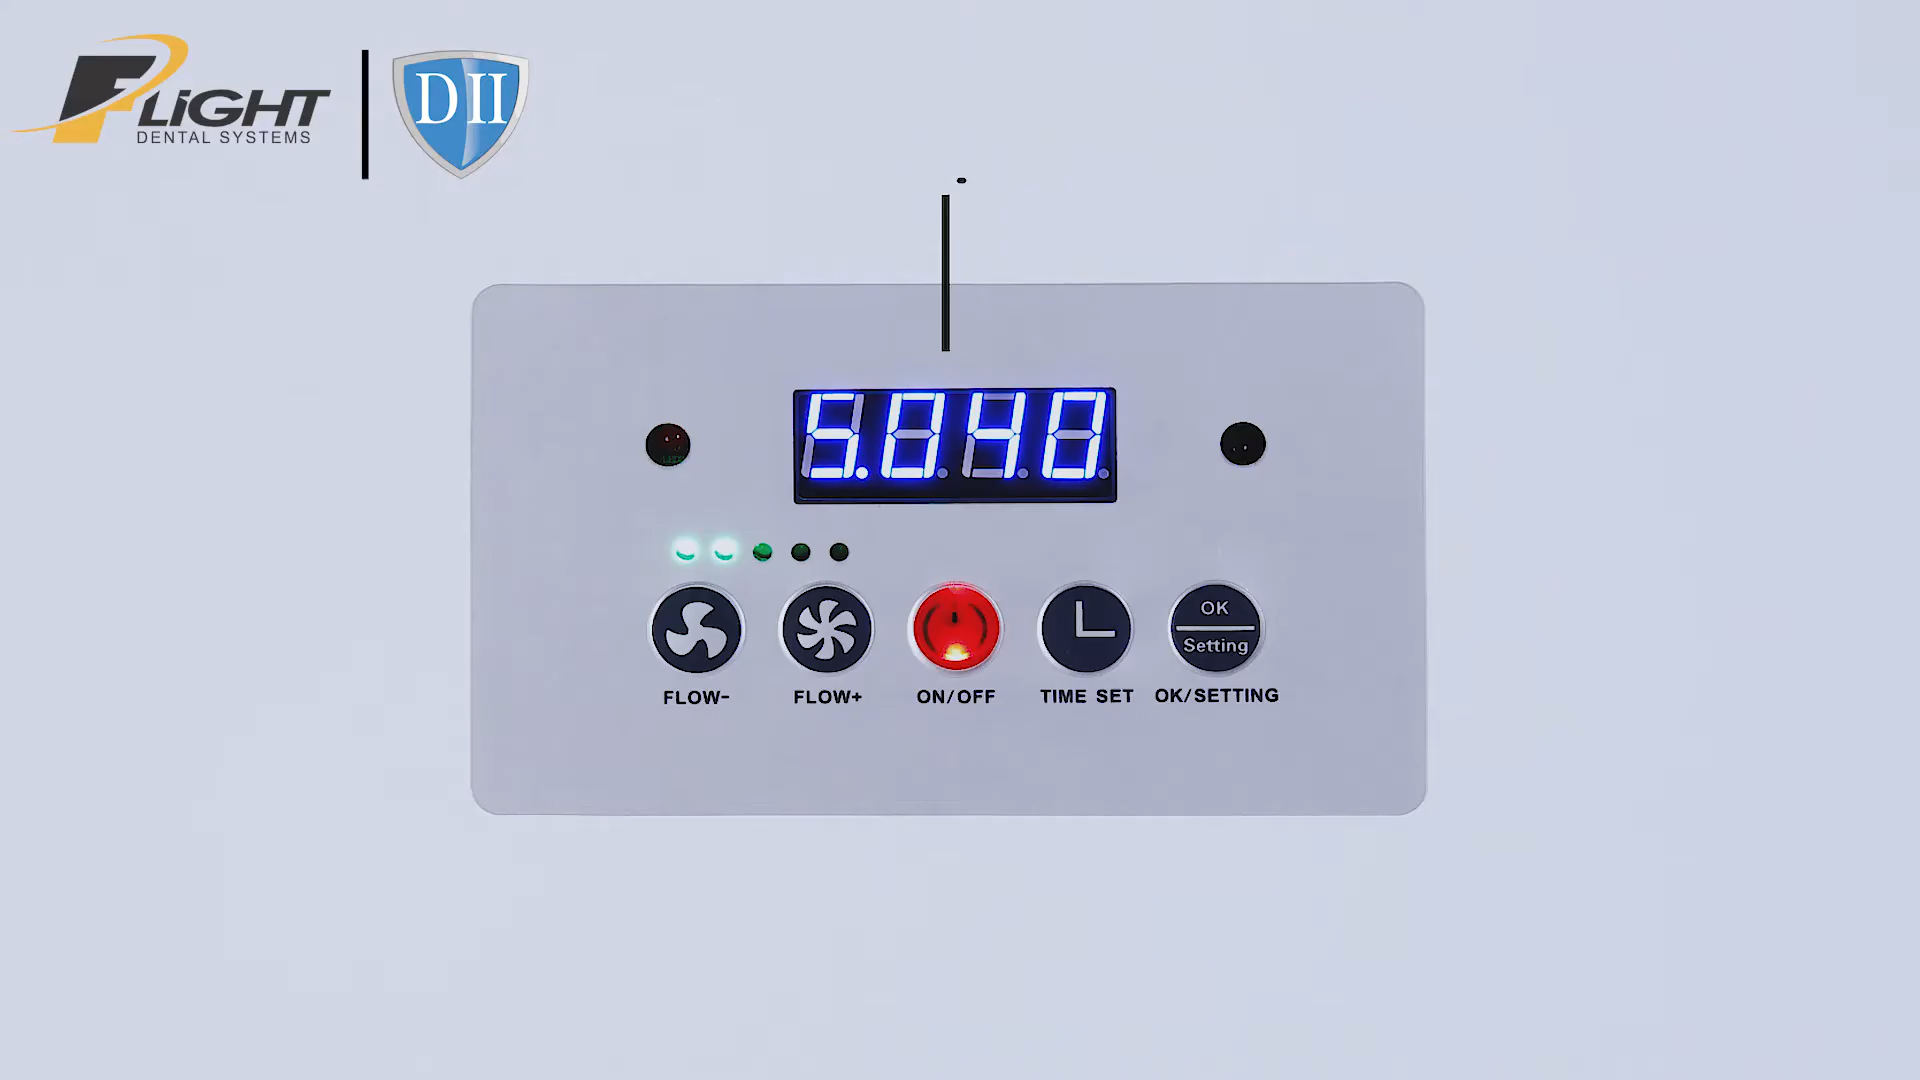 FLiGHT
DENTAL SYSTEMS
DII
5.040
OK
Setting
FLOW-
FLOW+
ON/OFF
TIME SET
OK/SETTING